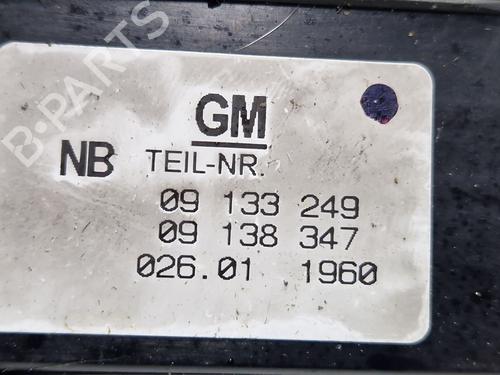 B-PARTS
GM
NB TEIL-NR.
09 133 249
09 138 347
026.01 1960